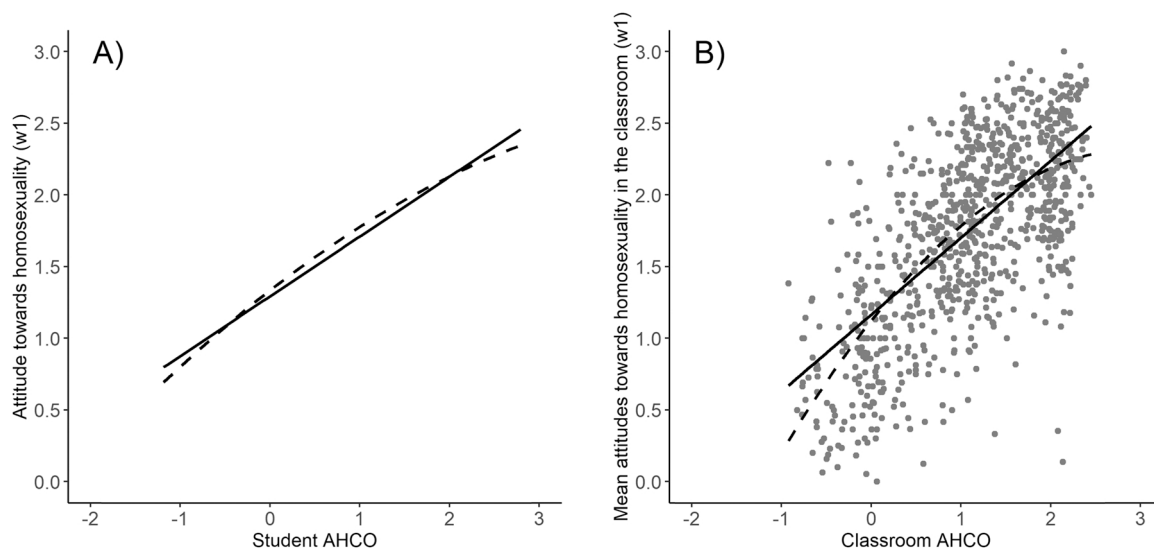 A)
Attitude towards homosexuality (w1)
3.0
2.5
2.0
1.5
1.0
0.5
0.0
-2 -1 0 1 2 3
Student AHCO
B)
Mean attitudes towards homosexuality in the classroom (w1)
3.0
2.5
2.0
1.5
1.0
0.5
0.0
-2 -1 0 1 2 3
Classroom AHCO